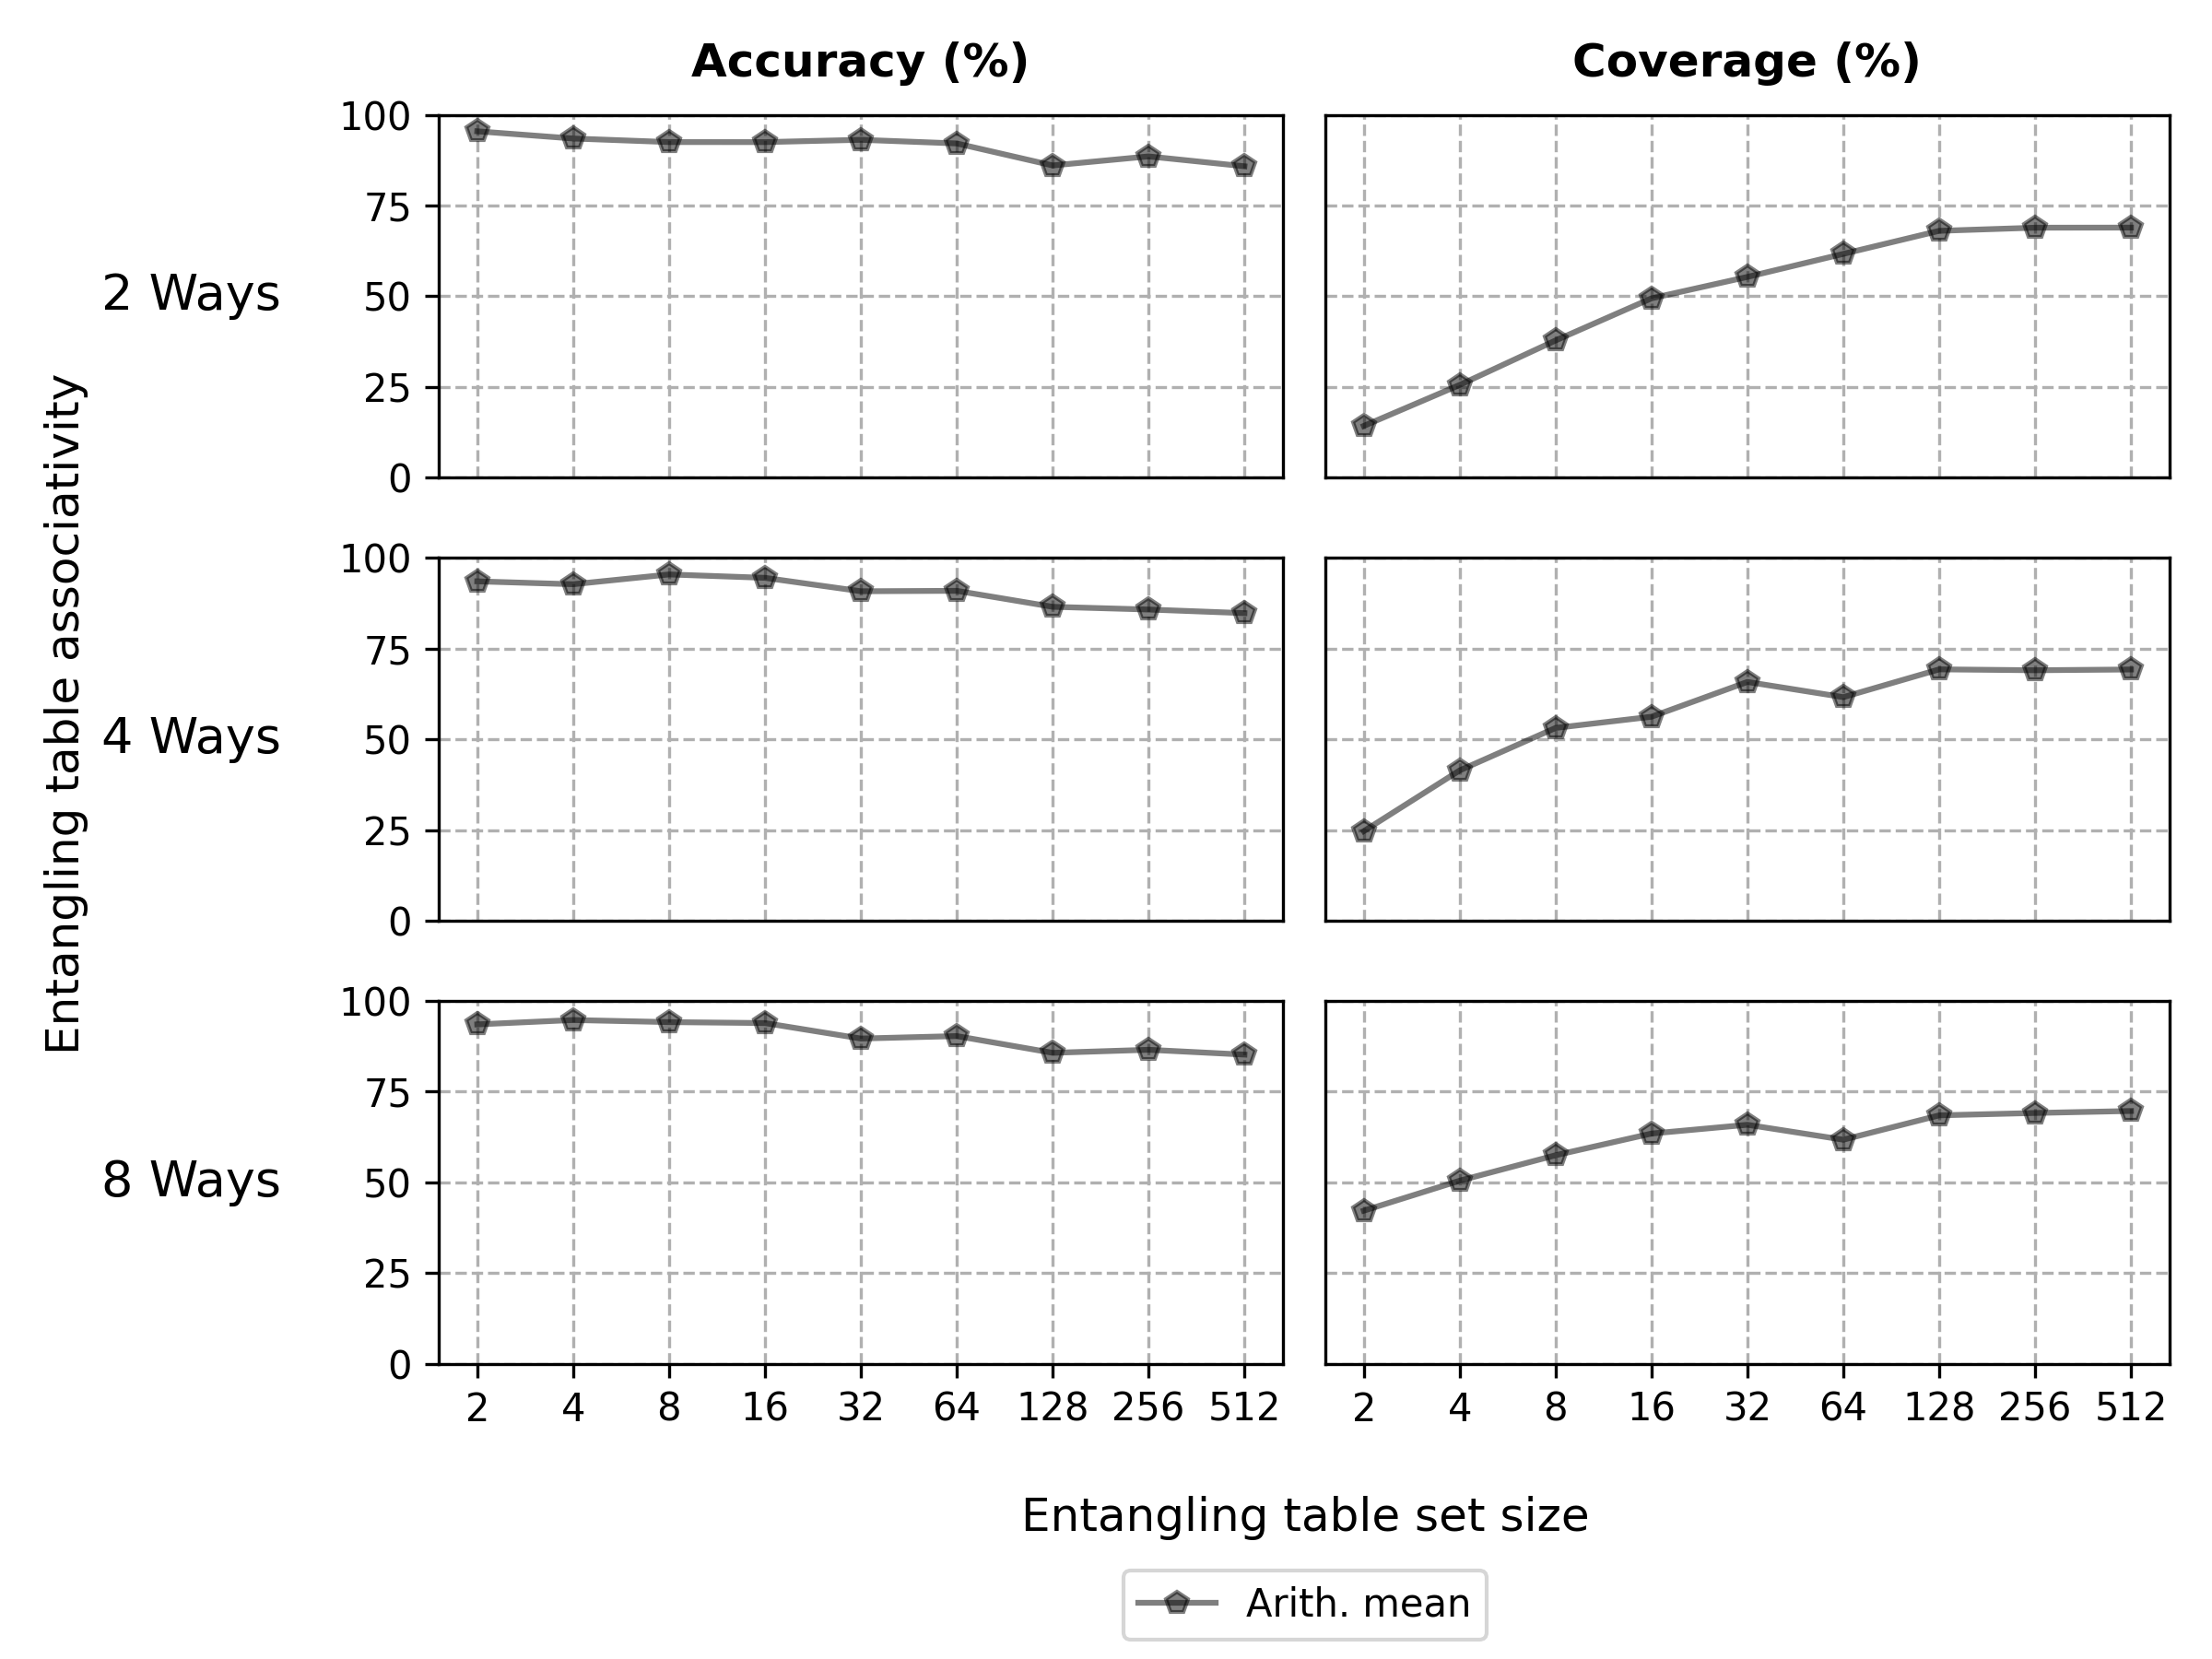 Accuracy (%)
Coverage (%)
Entangling table associativity
2 Ways
100
75
50
25
0
4 Ways
100
75
50
25
0
8 Ways
100
75
50
25
0
2 4 8 16 32 64 128 256 512
2 4 8 16 32 64 128 256 512
Entangling table set size
Arith. mean